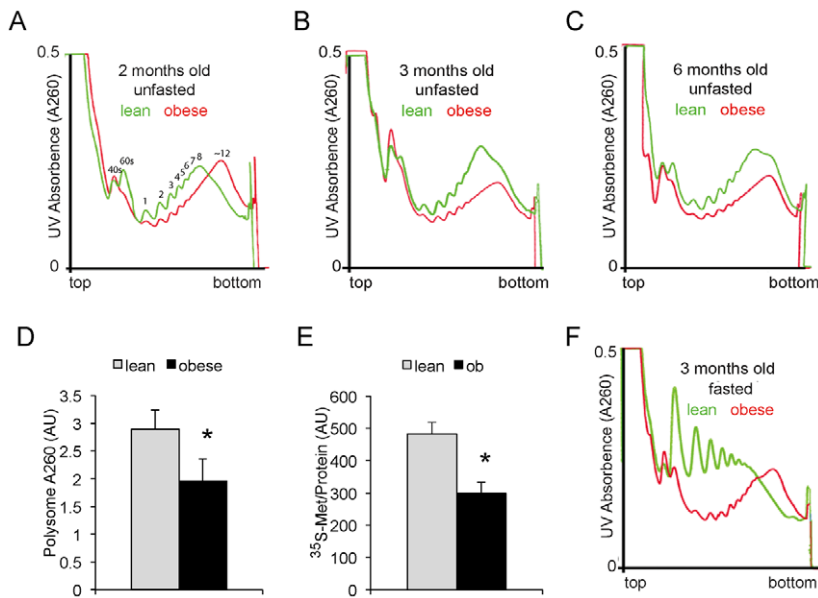 A
0.5
UV Absorbence (A260)
0
2 months old
unfasted
lean obese
40s 60s 1 2 3 4 5 6 7 8 ~12
top bottom
B
0.5
UV Absorbence (A260)
0
3 months old
unfasted
lean obese
top bottom
C
0.5
UV Absorbence (A260)
0
6 months old
unfasted
lean obese
top bottom
D
lean obese
Polysome A260 (AU)
3.5
3
2.5
2
1.5
1
0.5
0
*
E
lean ob
35S-Met/Protein (AU)
600
500
400
300
200
100
0
*
F
0.5
UV Absorbence (A260)
0
3 months old
fasted
lean obese
top bottom